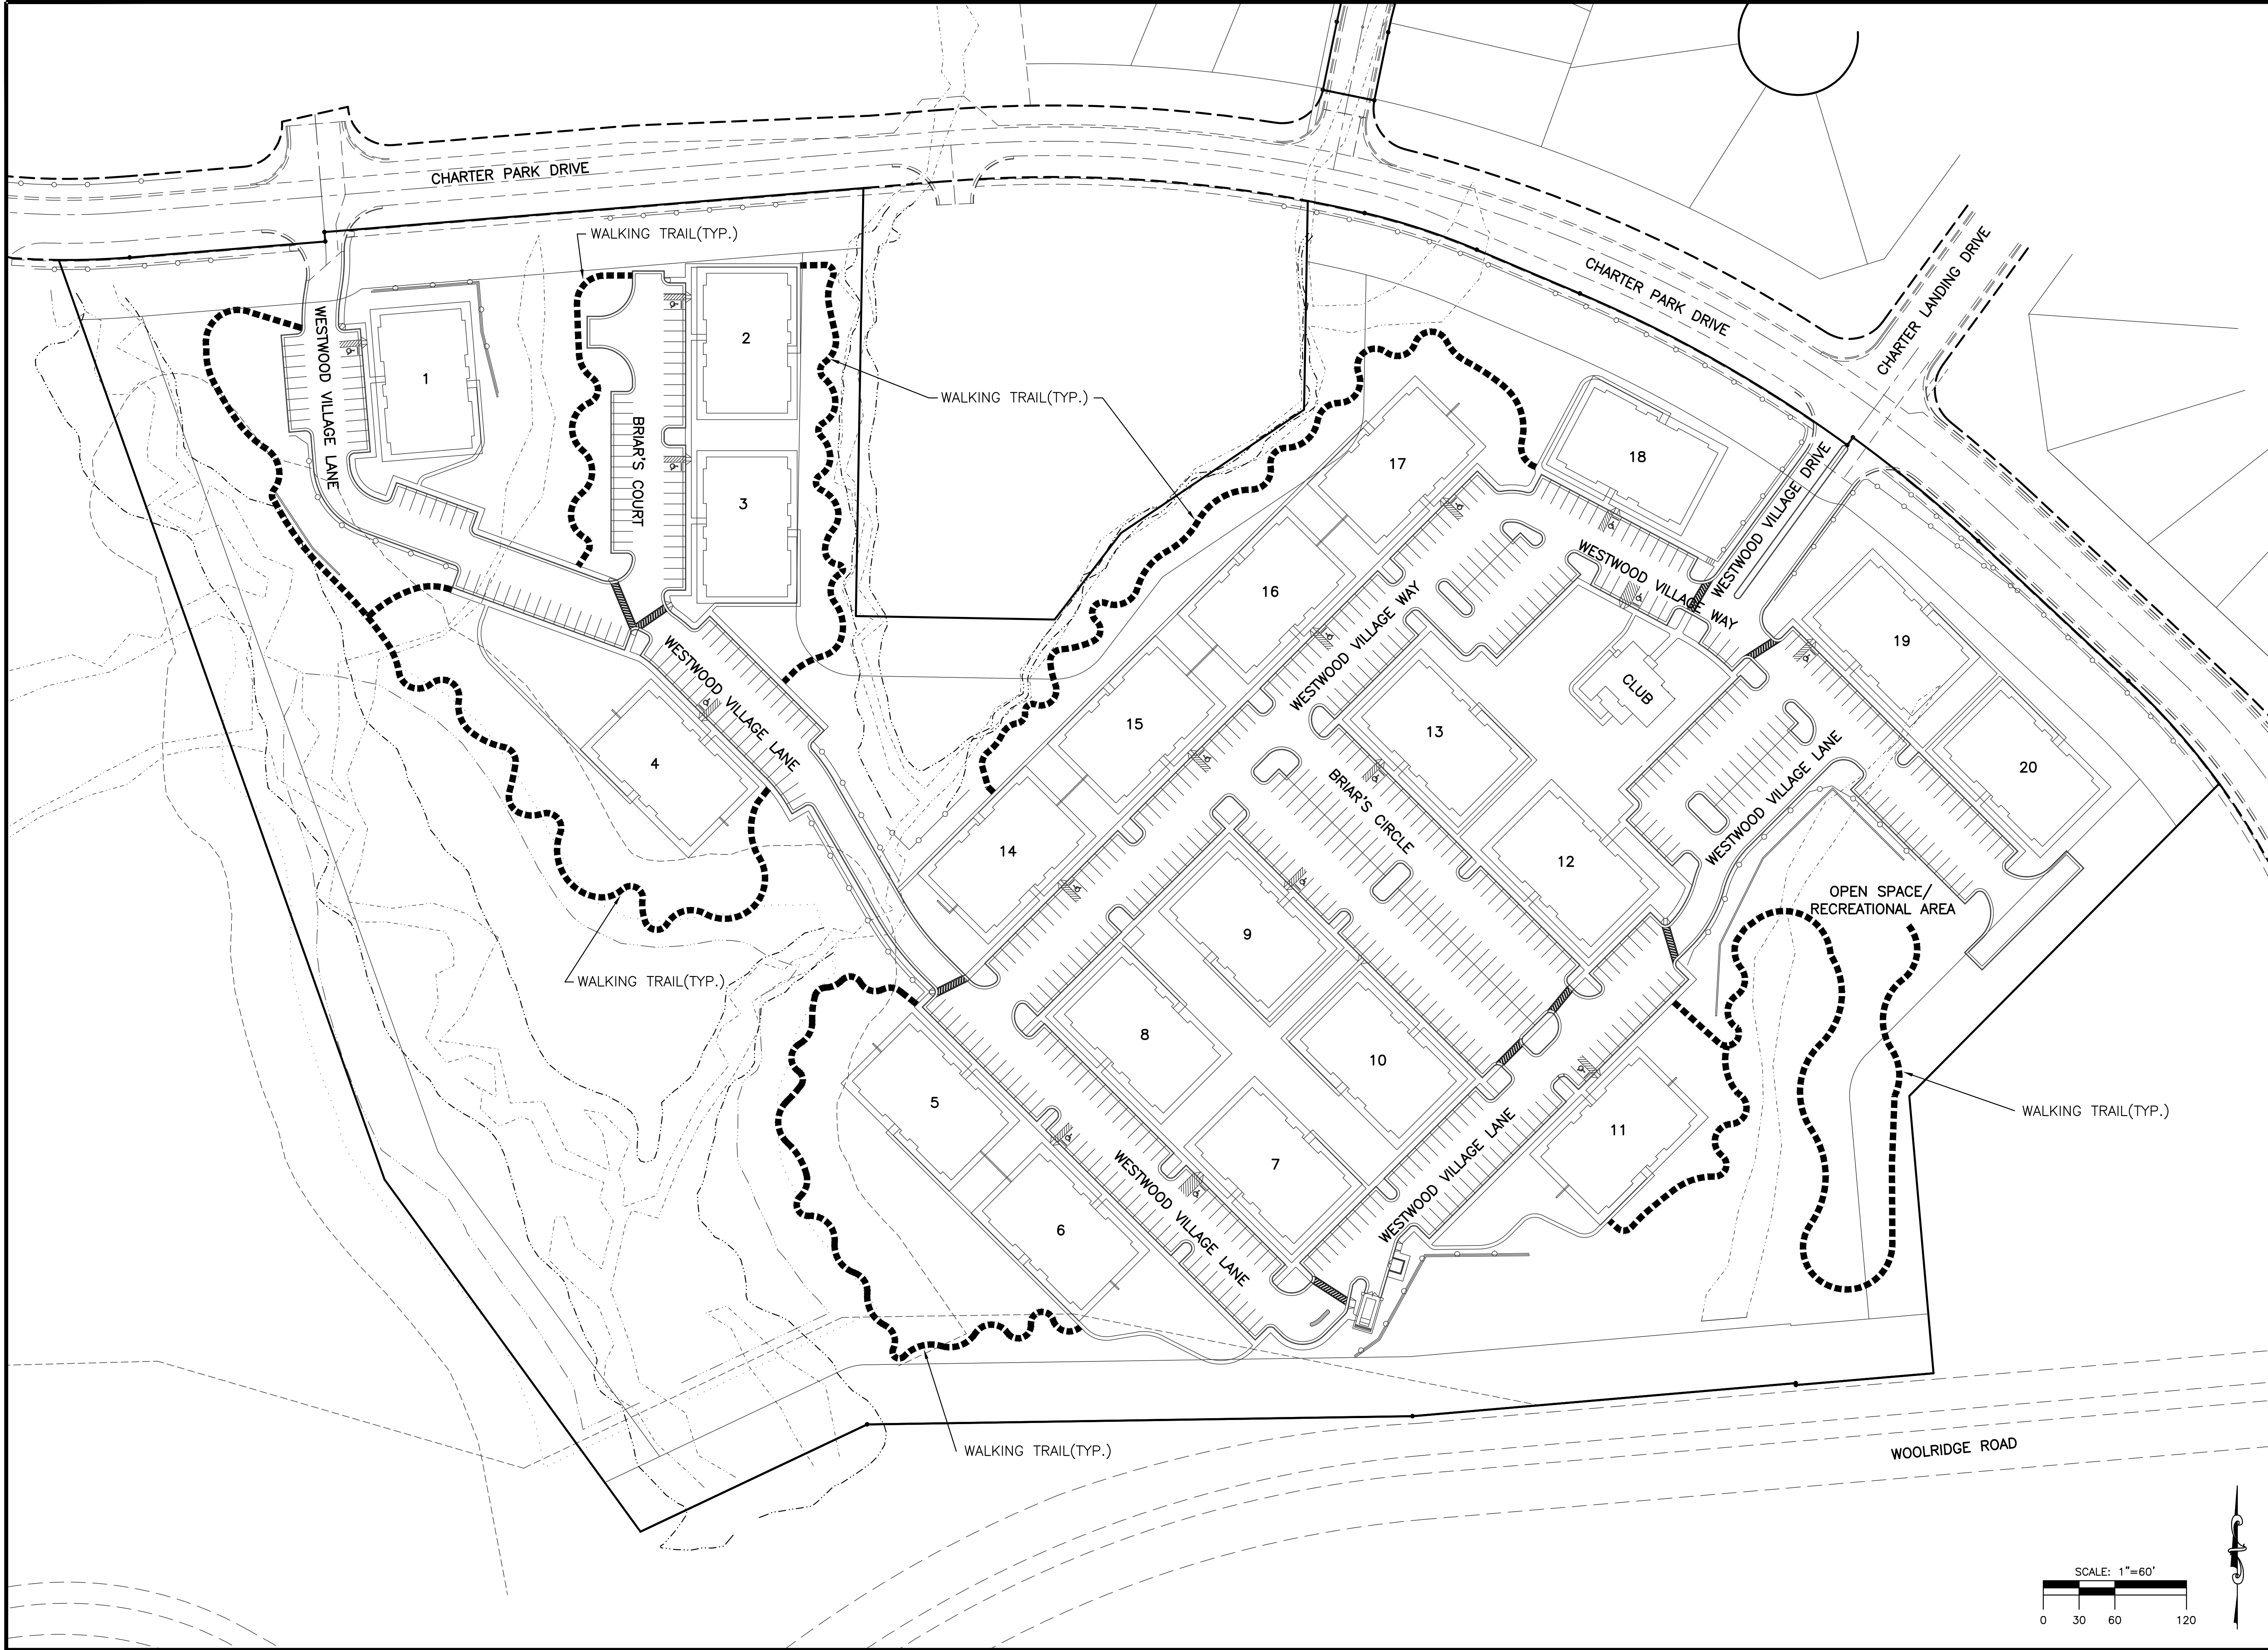 CHARTER PARK DRIVE
WALKING TRAIL(TYP.)
CHARTER PARK DRIVE
CHARTER LANDING DRIVE
WESTWOOD VILLAGE LANE
1
2
BRIAR'S COURT
3
WALKING TRAIL(TYP.)
17
18
WESTWOOD VILLAGE DRIVE
WESTWOOD VILLAGE WAY
16
WESTWOOD VILLAGE WAY
19
CLUB
WESTWOOD VILLAGE LANE
4
15
13
20
BRIAR'S CIRCLE
WESTWOOD VILLAGE LANE
14
12
OPEN SPACE/
RECREATIONAL AREA
9
WALKING TRAIL(TYP.)
8
10
5
11
WALKING TRAIL(TYP.)
7
WESTWOOD VILLAGE LANE
6
WESTWOOD VILLAGE LANE
WALKING TRAIL(TYP.)
WOOLRIDGE ROAD
SCALE: 1"=60'
0 30 60 120